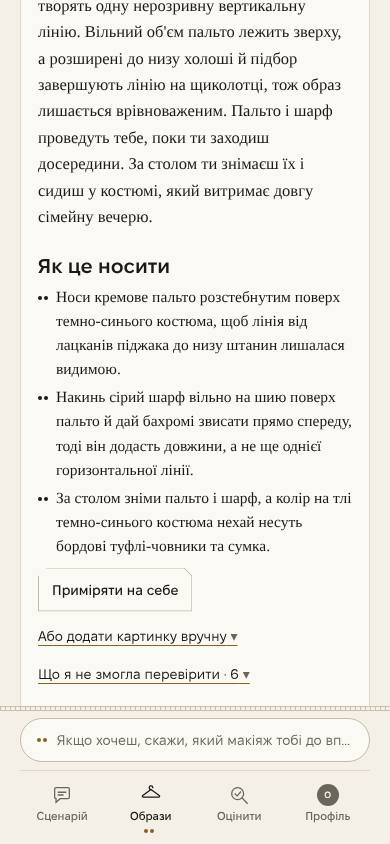 творять одну нерозривну вертикальну
лінію. Вільний об'єм пальто лежить зверху,
а розширені до низу холоші й підбор
завершують лінію на щиколотці, тож образ
лишається врівноваженим. Пальто і шарф
проведуть тебе, поки ти заходиш
досередини. За столом ти знімаєш їх і
сидиш у костюмі, який витримає довгу
сімейну вечерю.
Як це носити
•• Носи кремове пальто розстебнутим поверх
темно-синього костюма, щоб лінія від
лацканів піджака до низу штанин лишалася
видимою.
•• Накинь сірий шарф вільно на шию поверх
пальто й дай бахромі звисати прямо спереду,
тоді він додасть довжини, а не ще однієї
горизонтальної лінії.
•• За столом зніми пальто і шарф, а колір на тлі
темно-синього костюма нехай несуть
бордові туфлі-човники та сумка.
Приміряти на себе
Або додати картинку вручну ▾
Що я не змогла перевірити · 6 ▾
•• Якщо хочеш, скажи, який макіяж тобі до вп…
Сценарій
Образи
Оцінити
О
Профіль